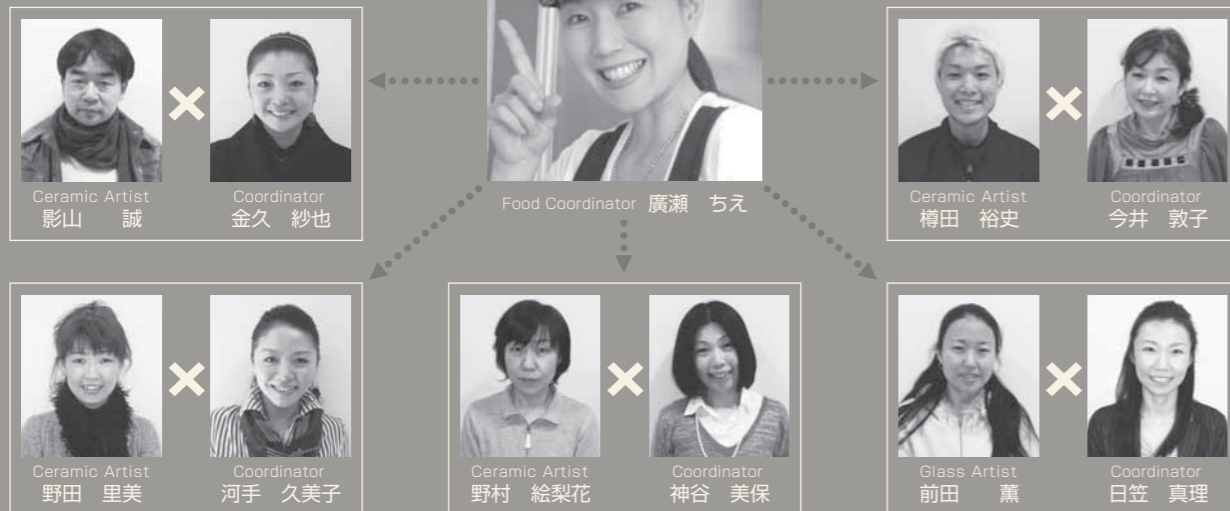 Food Coordinator 廣瀬 ちえ
Ceramic Artist
影山 誠
×
Coordinator
金久 紗也
Ceramic Artist
樽田 裕史
×
Coordinator
今井 敦子
Ceramic Artist
野田 里美
×
Coordinator
河手 久美子
Ceramic Artist
野村 絵梨花
×
Coordinator
神谷 美保
Glass Artist
前田 薫
×
Coordinator
日笠 真理